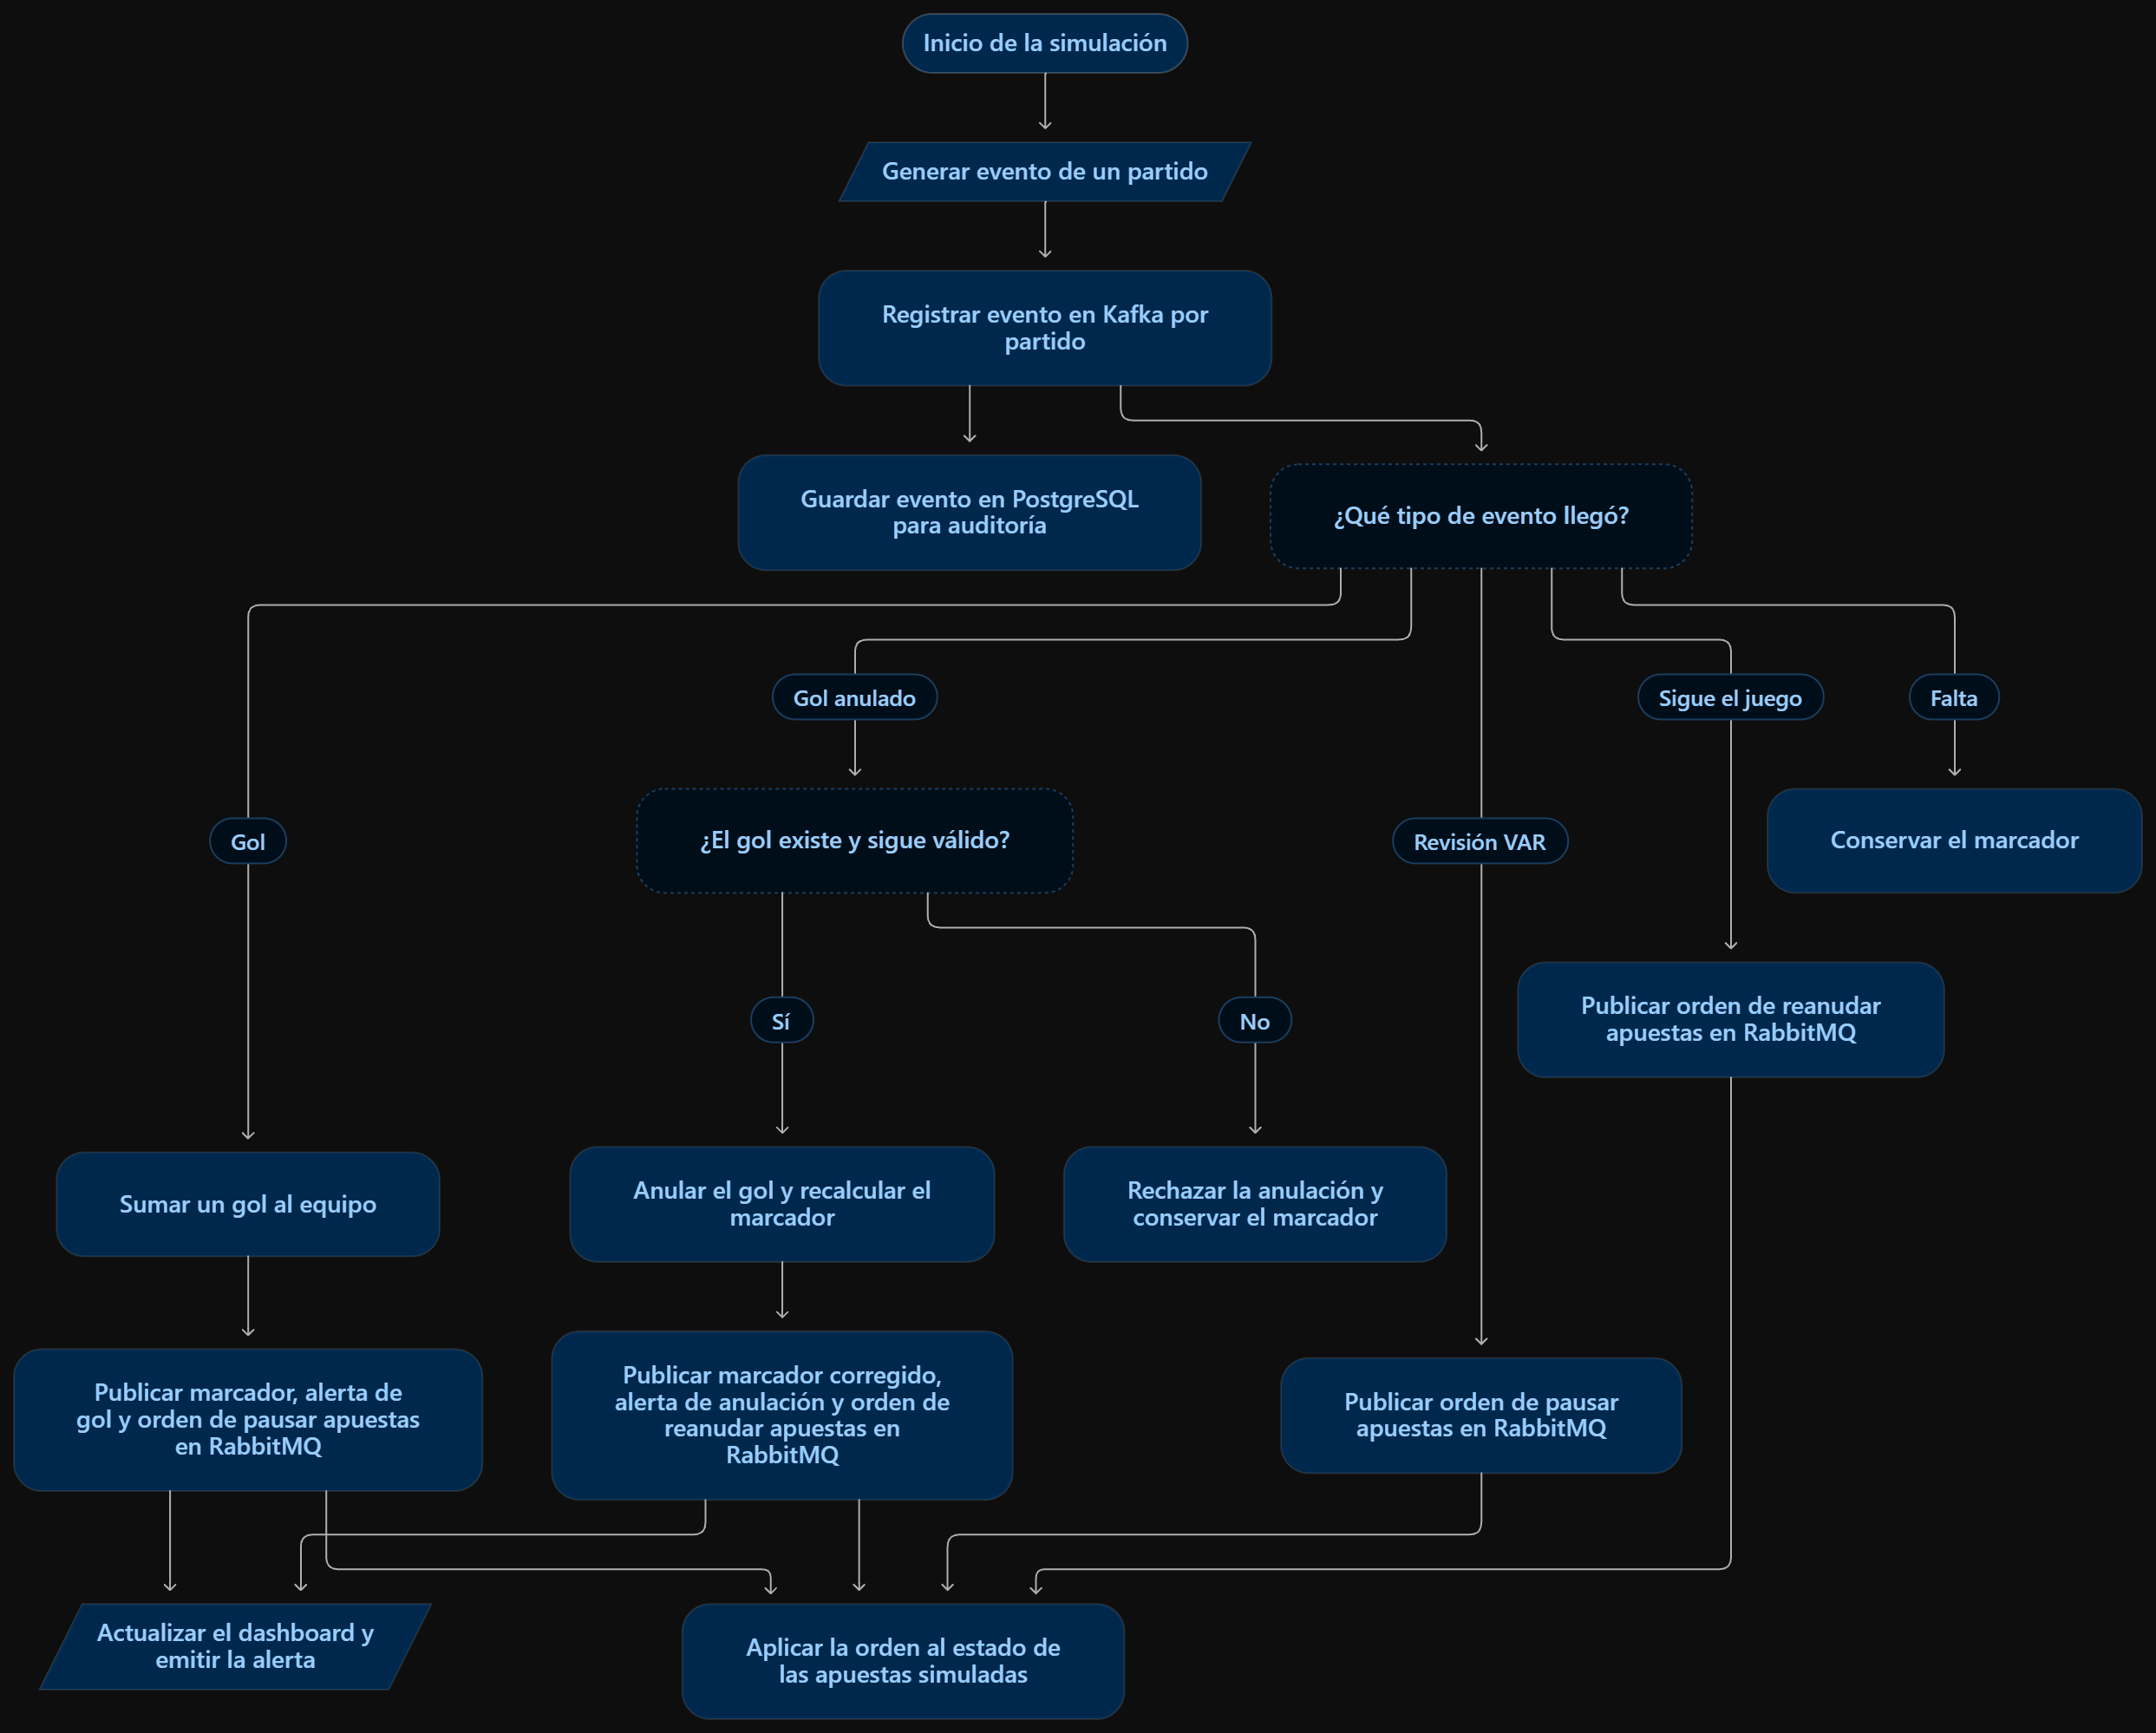 Inicio de la simulación
Generar evento de un partido
Registrar evento en Kafka por
partido
Guardar evento en PostgreSQL
para auditoría
¿Qué tipo de evento llegó?
Gol anulado
Sigue el juego
Falta
Gol
¿El gol existe y sigue válido?
Revisión VAR
Conservar el marcador
Sí
No
Publicar orden de reanudar
apuestas en RabbitMQ
Sumar un gol al equipo
Anular el gol y recalcular el
marcador
Rechazar la anulación y
conservar el marcador
Publicar marcador, alerta de
gol y orden de pausar apuestas
en RabbitMQ
Publicar marcador corregido,
alerta de anulación y orden de
reanudar apuestas en
RabbitMQ
Publicar orden de pausar
apuestas en RabbitMQ
Actualizar el dashboard y
emitir la alerta
Aplicar la orden al estado de
las apuestas simuladas